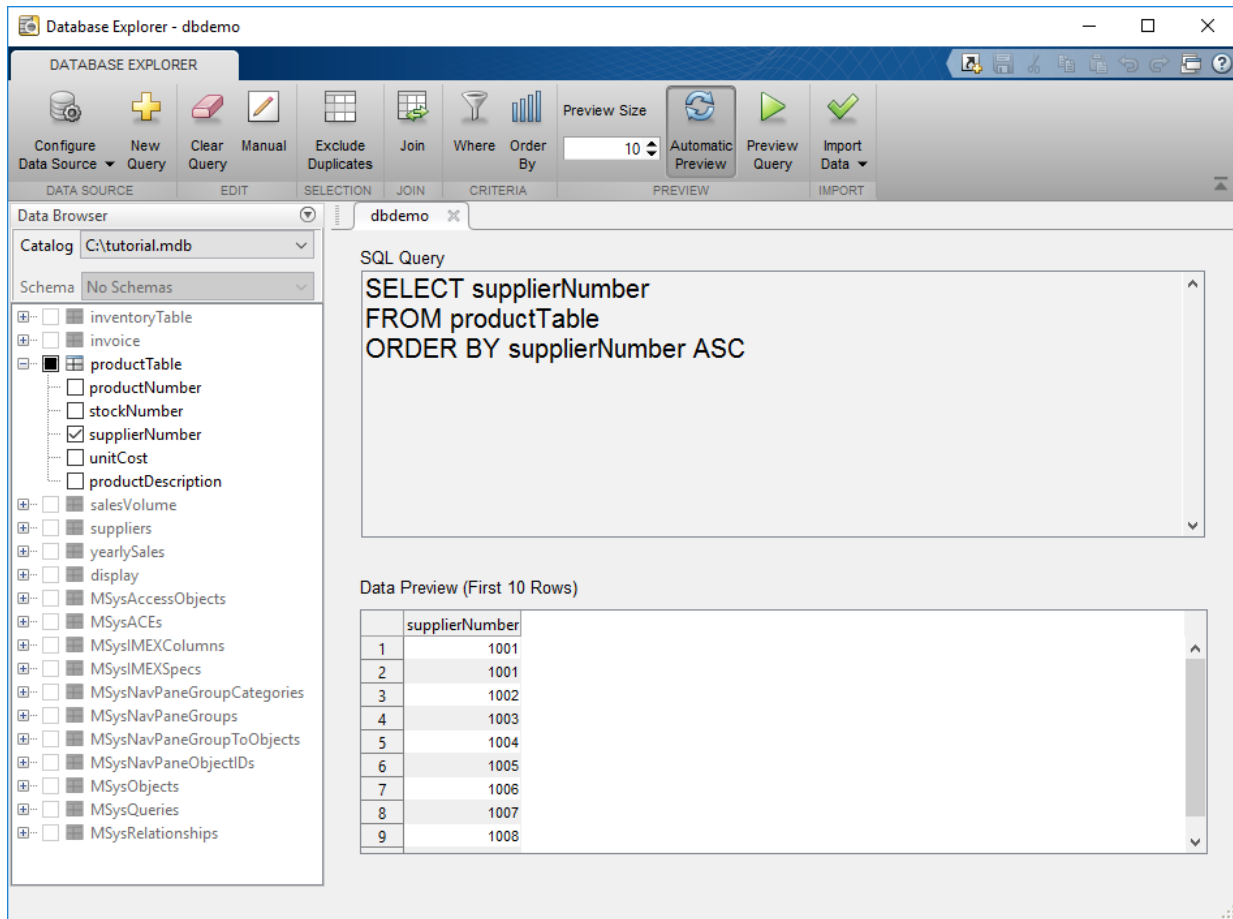 Database Explorer - dbdemo
DATABASE EXPLORER
Configure Data Source
New Query
Clear Query
Manual
Exclude Duplicates
Join
Where
Order By
Preview Size
10
Automatic Preview
Preview Query
Import Data
DATA SOURCE
EDIT
SELECTION
JOIN
CRITERIA
PREVIEW
IMPORT
Data Browser
Catalog C:\tutorial.mdb
Schema No Schemas
inventoryTable
invoice
productTable
productNumber
stockNumber
supplierNumber
unitCost
productDescription
salesVolume
suppliers
yearlySales
display
MSysAccessObjects
MSysACEs
MSysIMEXColumns
MSysIMEXSpecs
MSysNavPaneGroupCategories
MSysNavPaneGroups
MSysNavPaneGroupToObjects
MSysNavPaneObjectIDs
MSysObjects
MSysQueries
MSysRelationships
dbdemo
SQL Query
SELECT supplierNumber
FROM productTable
ORDER BY supplierNumber ASC
Data Preview (First 10 Rows)
supplierNumber
1 1001
2 1001
3 1002
4 1003
5 1004
6 1005
7 1006
8 1007
9 1008